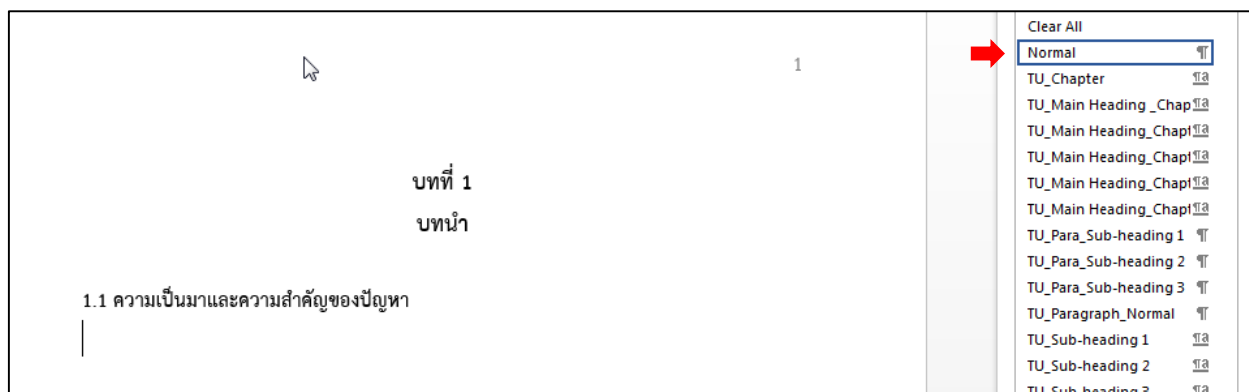 1
บทที่ 1
บทนำ
1.1 ความเป็นมาและความสำคัญของปัญหา
Clear All
Normal ¶
TU_Chapter ¶a
TU_Main Heading _Chap ¶a
TU_Main Heading_Chapt ¶a
TU_Main Heading_Chapt ¶a
TU_Main Heading_Chapt ¶a
TU_Main Heading_Chapt ¶a
TU_Para_Sub-heading 1 ¶
TU_Para_Sub-heading 2 ¶
TU_Para_Sub-heading 3 ¶
TU_Paragraph_Normal ¶
TU_Sub-heading 1 ¶a
TU_Sub-heading 2 ¶a
TU_Sub-heading 3 ¶a